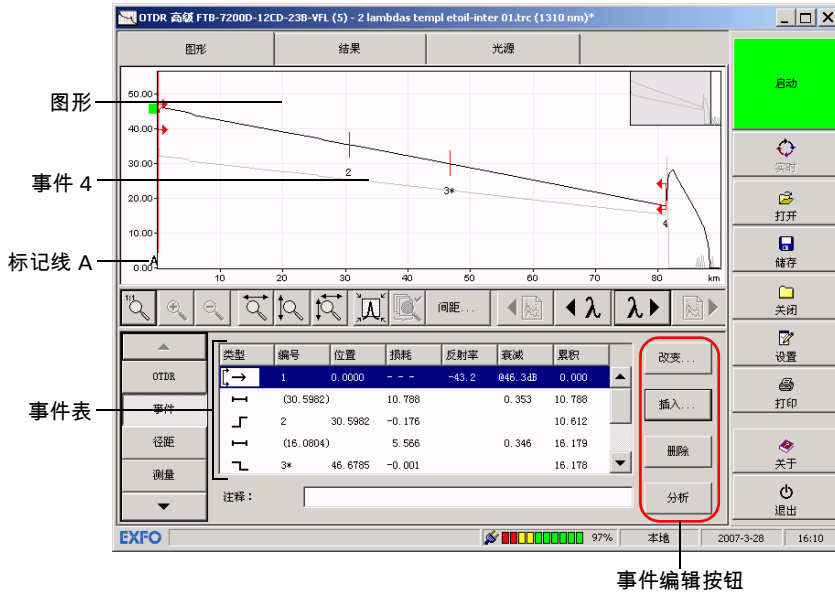 OTDR 高级 FTB-7200D-12CD-23B-VFL (5) - 2 lambdas templ etoil-inter 01.trc (1310 nm)*
图形 结果 光源
启动
50.00
40.00
30.00
20.00
10.00
0.00
2
3*
4
A
10 20 30 40 50 60 70 80 km
图形
事件 4
标记线 A
实时
打开
储存
关闭
设置
打印
关于
退出
1:1
间距...
λ λ
OTDR
事件
径距
测量
类型 编号 位置 损耗 反射率 衰减 累积
1 0.0000 --- -43.2 @46.3dB 0.000
(30.5982) 10.788 0.353 10.788
2 30.5982 -0.176 10.612
(16.0804) 5.566 0.346 16.179
3* 46.6785 -0.001 16.178
注释：
改变...
插入...
删除
分析
事件表
EXFO 97% 本地 2007-3-28 16:10
事件编辑按钮